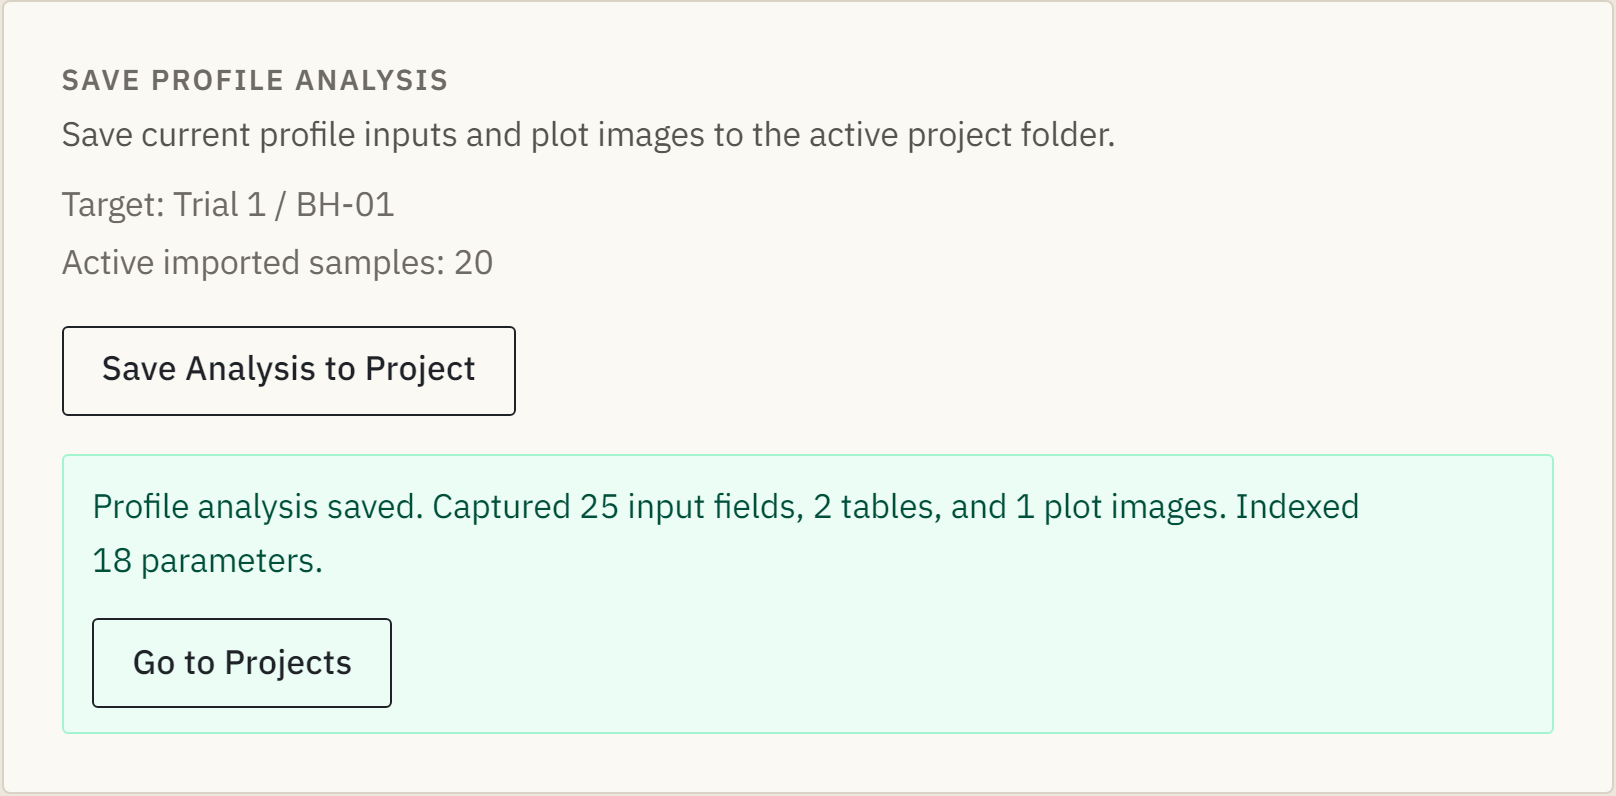 SAVE PROFILE ANALYSIS
Save current profile inputs and plot images to the active project folder.
Target: Trial 1 / BH-01
Active imported samples: 20
Save Analysis to Project
Profile analysis saved. Captured 25 input fields, 2 tables, and 1 plot images. Indexed
18 parameters.
Go to Projects